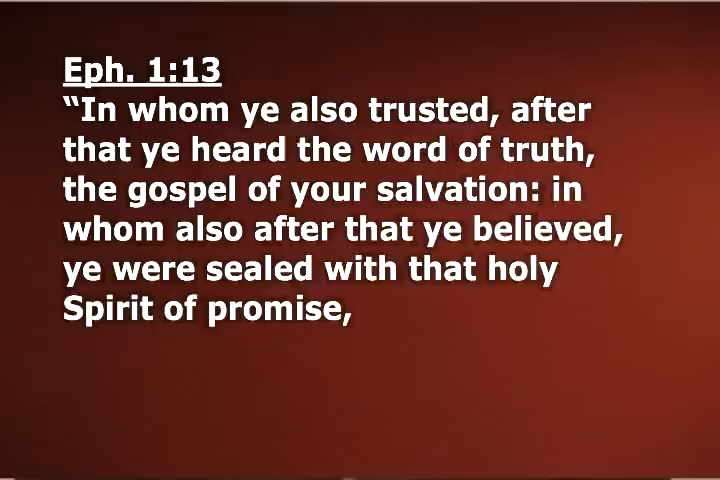 Eph. 1:13
“In whom ye also trusted, after
that ye heard the word of truth,
the gospel of your salvation: in
whom also after that ye believed,
ye were sealed with that holy
Spirit of promise,